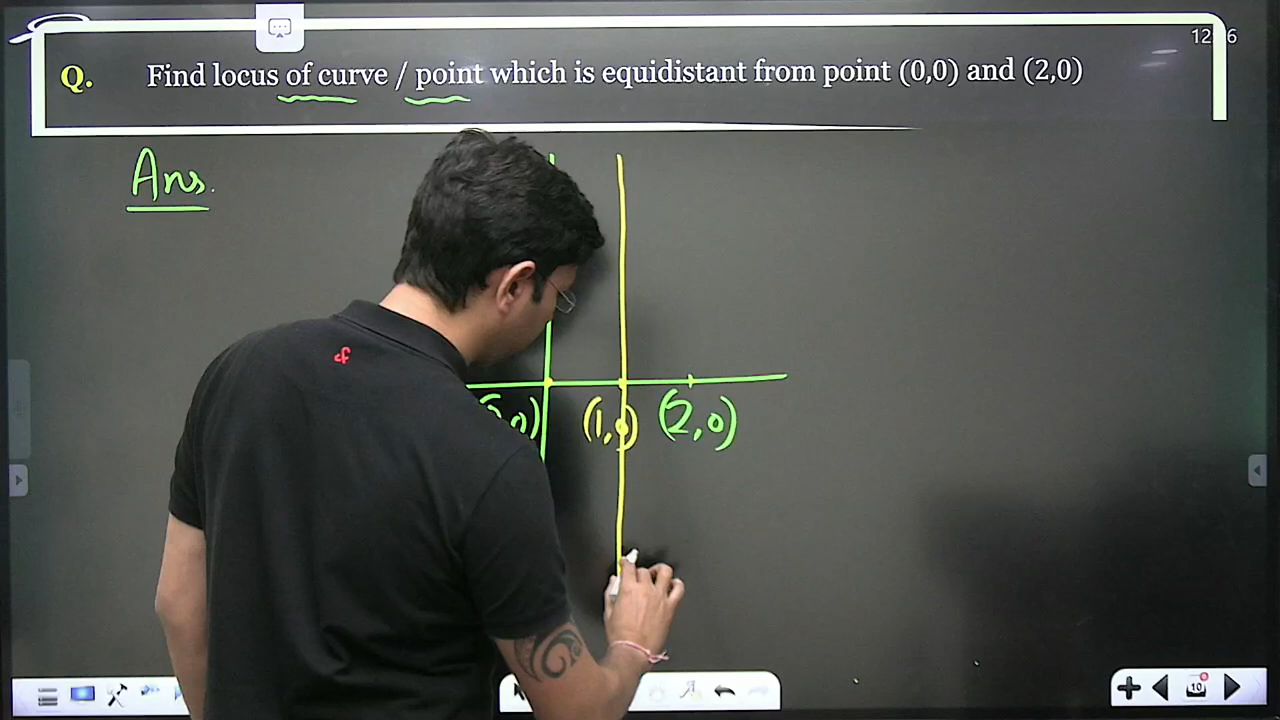 Q. Find locus of curve / point which is equidistant from point (0,0) and (2,0)
Ans.
(1,0) (2,0)
10